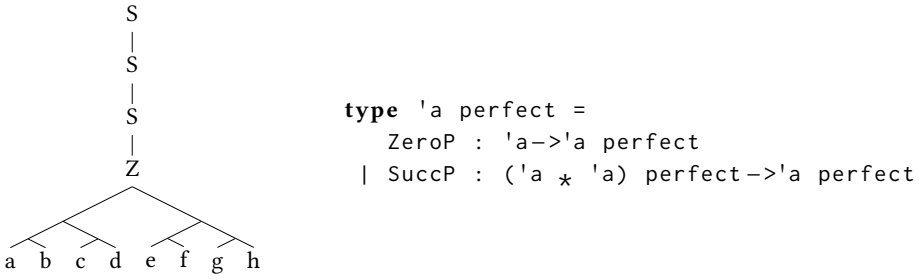 S
S
S
Z
a b c d e f g h
type 'a perfect =
ZeroP : 'a->'a perfect
| SuccP : ('a * 'a) perfect->'a perfect